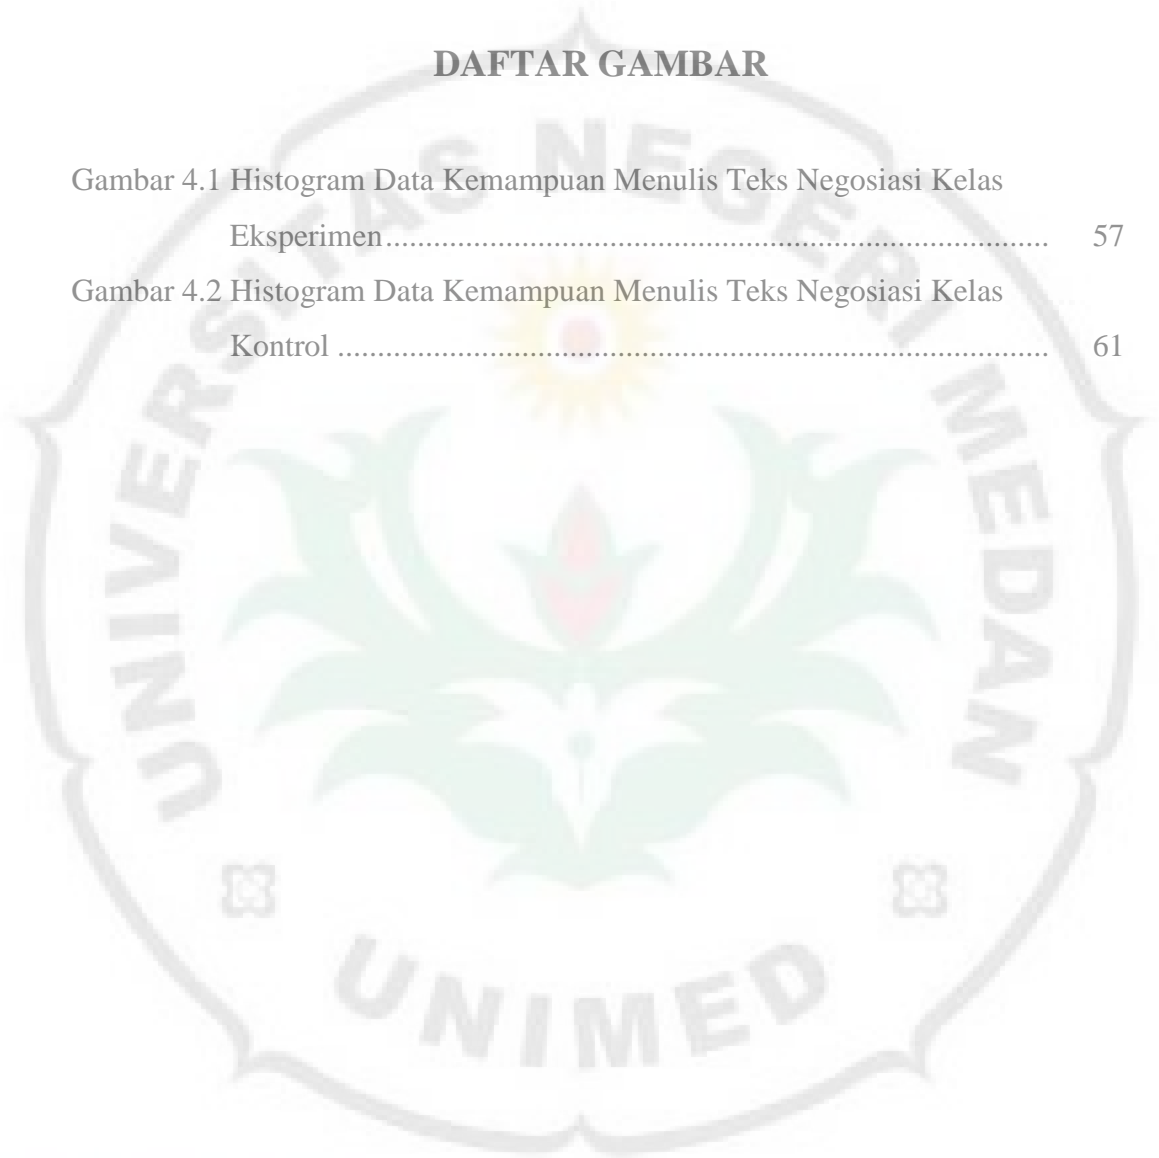 DAFTAR GAMBAR
Gambar 4.1 Histogram Data Kemampuan Menulis Teks Negosiasi Kelas
Eksperimen................................................................................... 57
Gambar 4.2 Histogram Data Kemampuan Menulis Teks Negosiasi Kelas
Kontrol ......................................................................................... 61
UNIVERSITAS NEGERI MEDAN
UNIMED